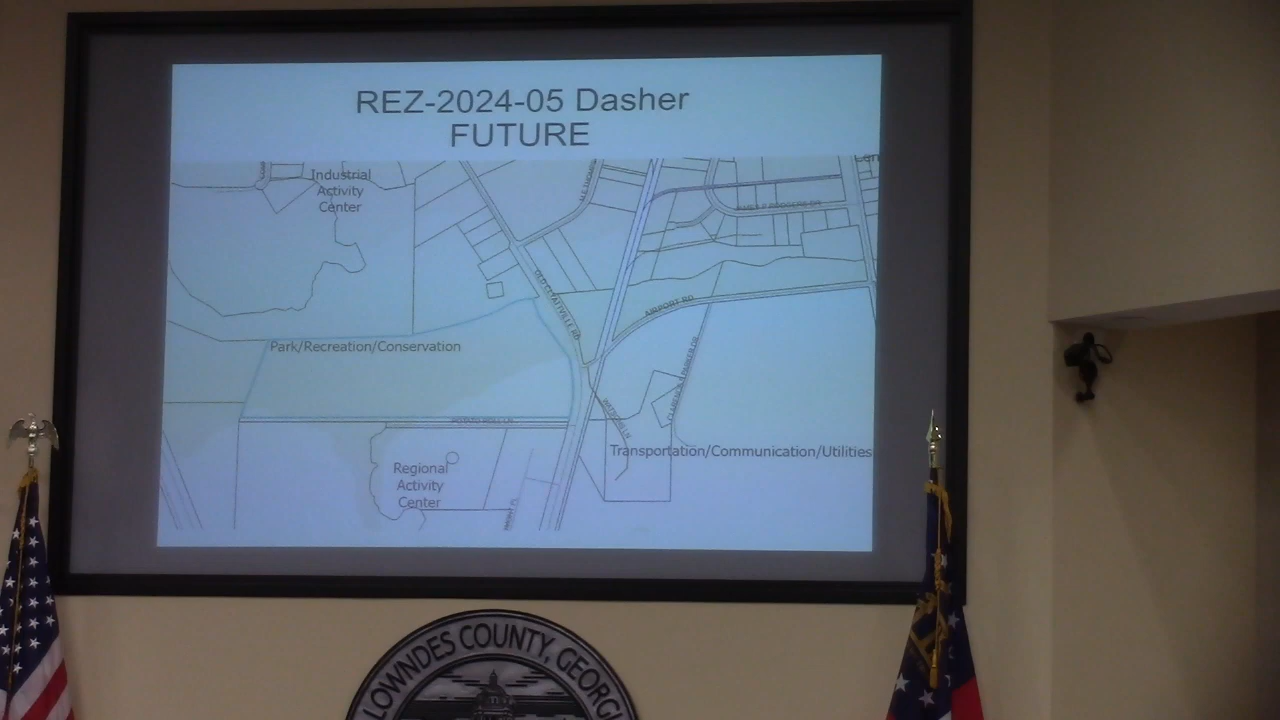 REZ-2024-05 Dasher
FUTURE
Industrial
Activity
Center
OLD CLYATTVILLE RD
AIRPORT RD
Park/Recreation/Conservation
Transportation/Communication/Utilities
Regional
Activity
Center
LOWNDES COUNTY, GEORGI